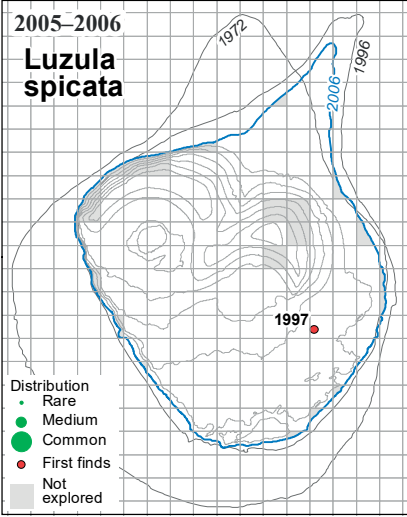 2005–2006
Luzula
spicata
1972
1996
2006
1997
Distribution
Rare
Medium
Common
First finds
Not
explored